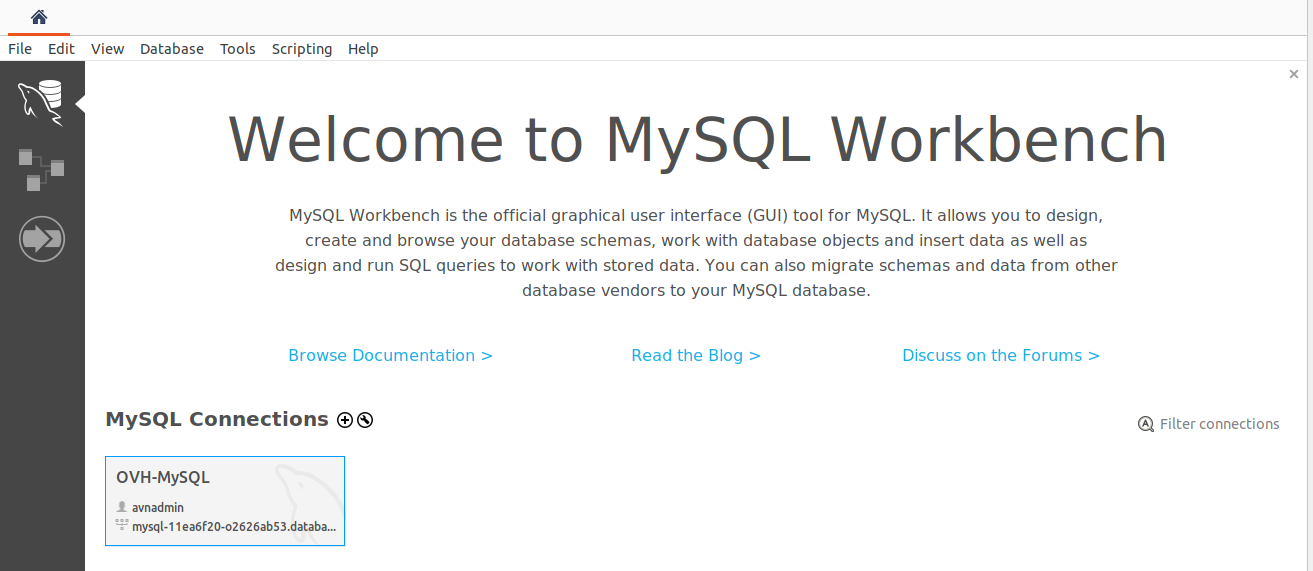 File Edit View Database Tools Scripting Help
Welcome to MySQL Workbench
MySQL Workbench is the official graphical user interface (GUI) tool for MySQL. It allows you to design,
create and browse your database schemas, work with database objects and insert data as well as
design and run SQL queries to work with stored data. You can also migrate schemas and data from other
database vendors to your MySQL database.
Browse Documentation > Read the Blog > Discuss on the Forums >
MySQL Connections
Filter connections
OVH-MySQL
avnadmin
mysql-11ea6f20-o2626ab53.databa...